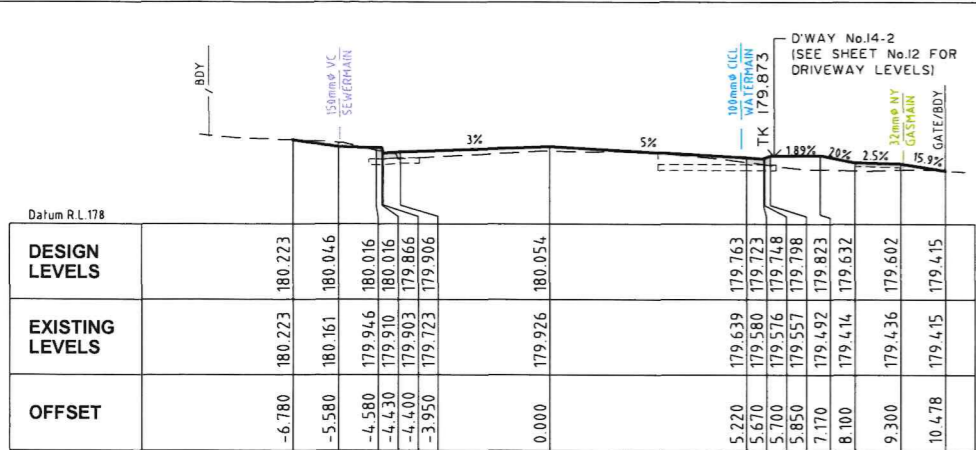 BDY
150mmø VC
SEWERMAIN
3%
5%
100mmø CICL
WATERMAIN
TK 179.873
D'WAY No.14-2
(SEE SHEET No.12 FOR
DRIVEWAY LEVELS)
1.89%
20%
2.5%
32mmø NY
GASMAIN
15.9%
GATE/BDY
Datum R.L.178
DESIGN
LEVELS
180.223
180.046
180.016
180.016
179.866
179.906
180.054
179.763
179.723
179.748
179.798
179.823
179.632
179.602
179.415
EXISTING
LEVELS
180.223
180.161
179.946
179.910
179.903
179.723
179.926
179.639
179.580
179.576
179.557
179.492
179.414
179.436
179.415
OFFSET
-6.780
-5.580
-4.580
-4.430
-4.400
-3.950
0.000
5.220
5.670
5.700
5.850
7.170
8.100
9.300
10.478